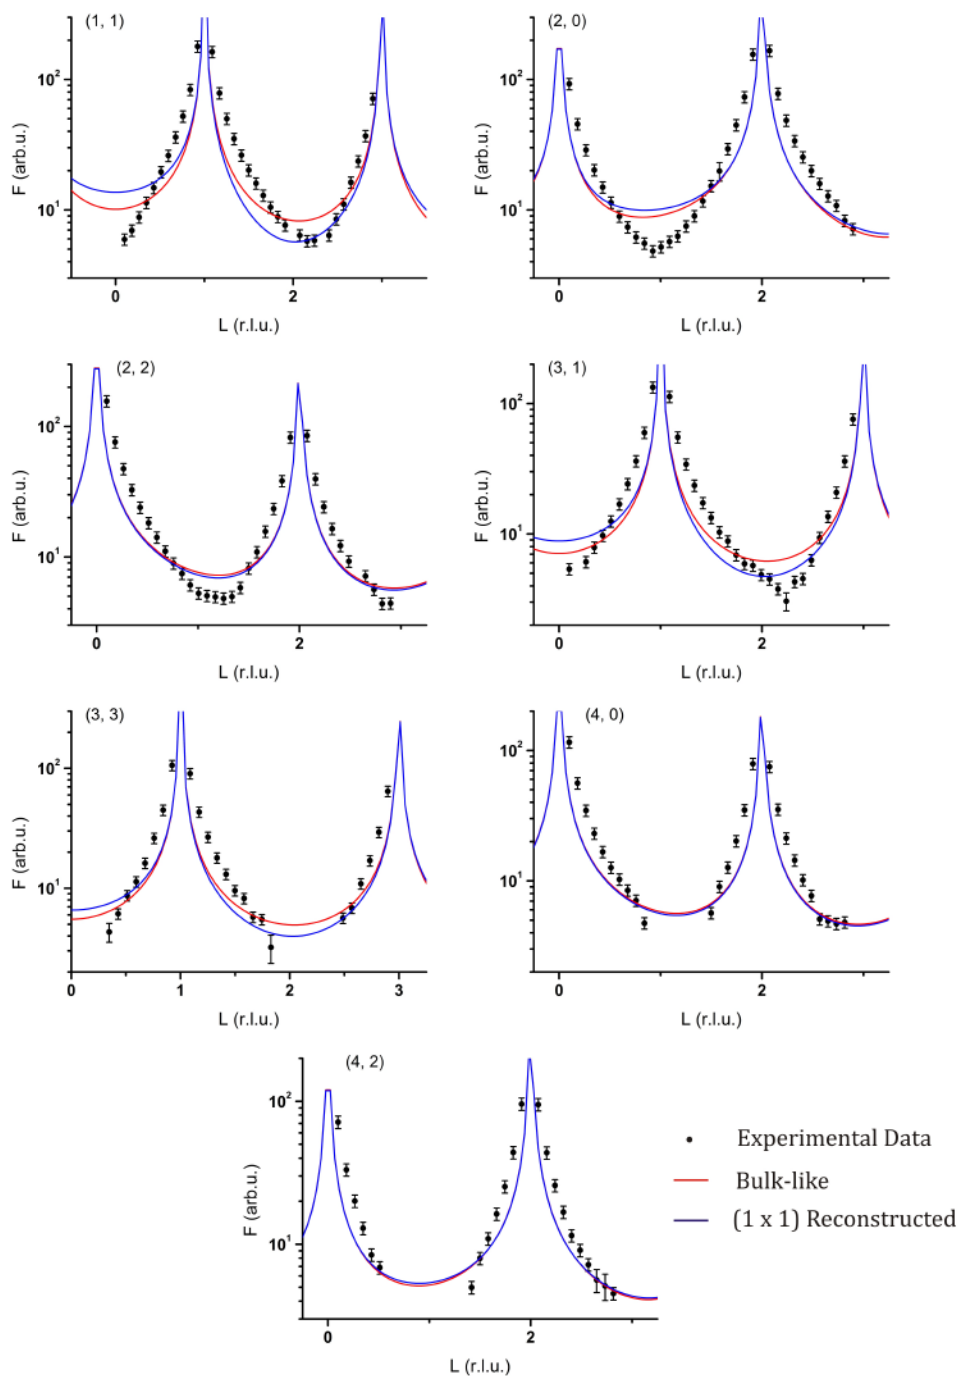 (1, 1)
10²
10¹
F (arb.u.)
0
2
L (r.l.u.)
(2, 0)
10²
10¹
F (arb.u.)
0
2
L (r.l.u.)
(2, 2)
10²
10¹
F (arb.u.)
0
2
L (r.l.u.)
(3, 1)
10²
10¹
F (arb.u.)
0
2
L (r.l.u.)
(3, 3)
10²
10¹
F (arb.u.)
0
1
2
3
L (r.l.u.)
(4, 0)
10²
10¹
F (arb.u.)
0
2
L (r.l.u.)
(4, 2)
10²
10¹
F (arb.u.)
0
2
L (r.l.u.)
Experimental Data
Bulk-like
(1 x 1) Reconstructed